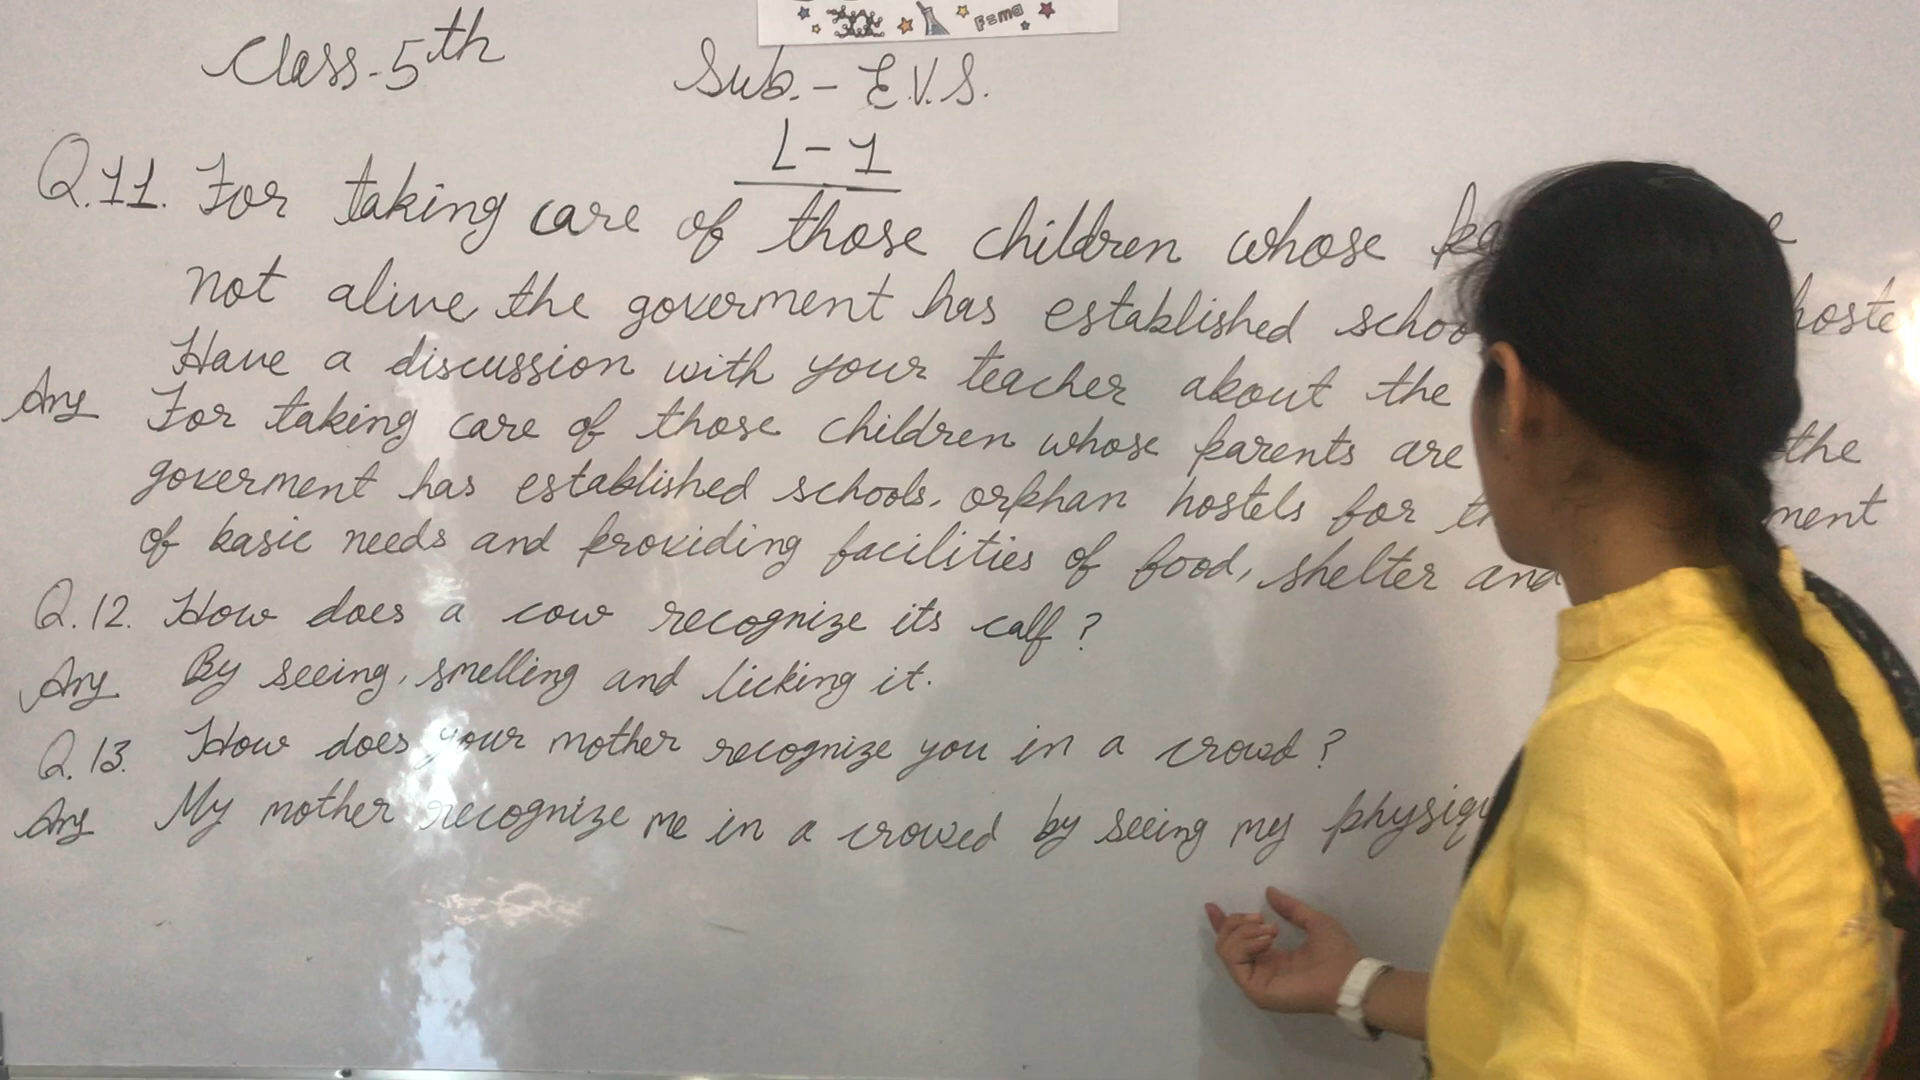 F=ma
Class-5th
Sub.- E.V.S.
L-1
Q.11. For taking care of those children whose
not alive the goverment has established
Have a discussion with your teacher about the
Ans For taking care of those children whose parents are the
goverment has established schools, orphan hostels for
of basic needs and providing facilities of food, shelter and
Q.12. How does a cow recognize its calf?
Ans By seeing, smelling and licking it.
Q.13. How does your mother recognize you in a crowd?
Ans My mother recognize me in a crowed by seeing my